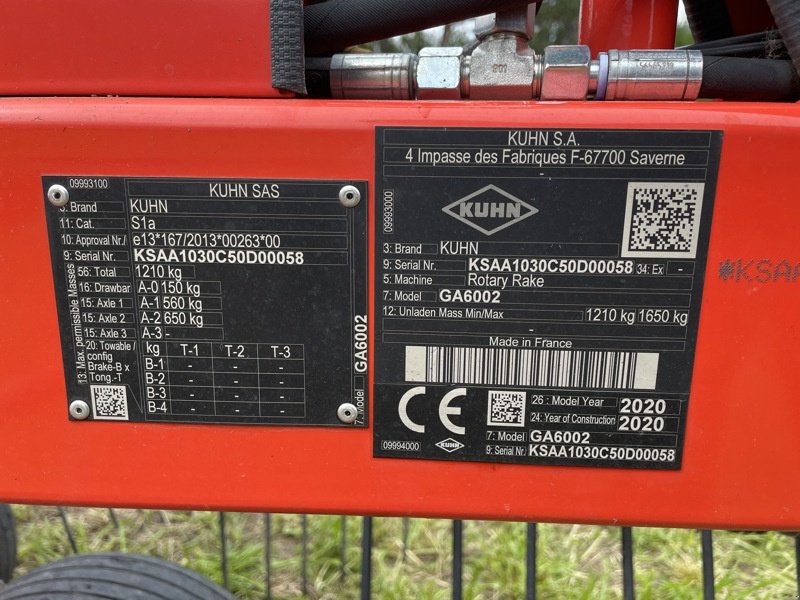 09993100
KUHN SAS
3: Brand KUHN
11: Cat. S1a
10: Approval Nr./ e13*167/2013*00263*00
9: Serial Nr. KSAA1030C50D00058
13: Max. permissible Masses
56: Total 1210 kg
16: Drawbar A-0 150 kg
15: Axle 1 A-1 560 kg
15: Axle 2 A-2 650 kg
15: Axle 3 A-3 -
20: Towable / config
Brake-B x
Tong.-T
kg T-1 T-2 T-3
B-1 - - -
B-2 - - -
B-3 - - -
B-4 - - -
7: Model GA6002
KUHN S.A.
4 Impasse des Fabriques F-67700 Saverne
-
09993000
KUHN
3: Brand KUHN
9: Serial Nr. KSAA1030C50D00058 34: Ex -
5: Machine Rotary Rake
7: Model GA6002
12: Unladen Mass Min/Max 1210 kg 1650 kg
-
Made in France
CE
26 : Model Year 2020
24: Year of Construction 2020
7: Model GA6002
9: Serial Nr. KSAA1030C50D00058
09994000
KUHN
*KSAA